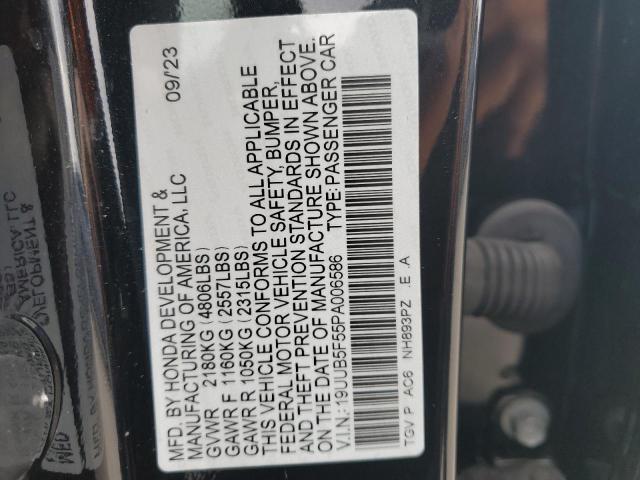 MFD. BY HONDA DEVELOPMENT & 09/23
MANUFACTURING OF AMERICA, LLC
GVWR 2180KG (4806LBS)
GAWR F 1160KG (2557LBS)
GAWR R 1050KG (2315LBS)
THIS VEHICLE CONFORMS TO ALL APPLICABLE
FEDERAL MOTOR VEHICLE SAFETY, BUMPER,
AND THEFT PREVENTION STANDARDS IN EFFECT
ON THE DATE OF MANUFACTURE SHOWN ABOVE.
V.I.N.: 19UUB5F55PA006586 TYPE: PASSENGER CAR
TGV P AC6 NH893PZ .E .A